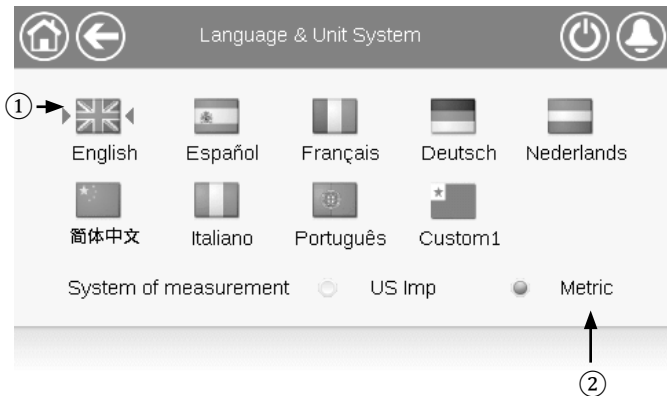 Language & Unit System
①
English Español Français Deutsch Nederlands
简体中文 Italiano Português Custom1
System of measurement US Imp Metric
②